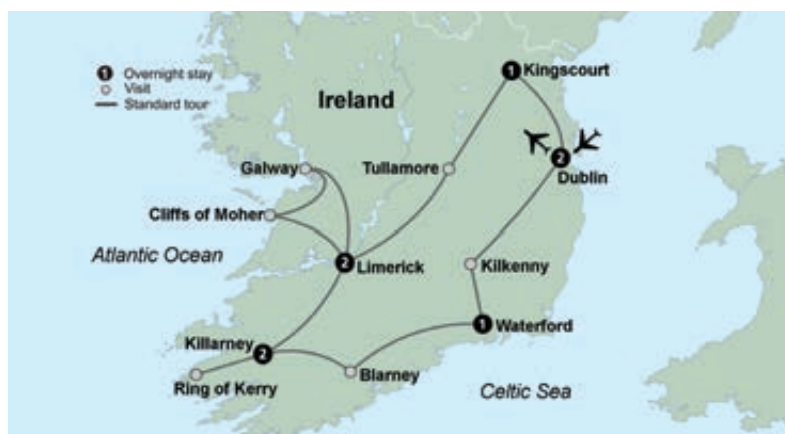 1 Overnight stay
Visit
Standard tour
Ireland
1 Kingscourt
Galway
Tullamore
2
Dublin
Cliffs of Moher
Atlantic Ocean
2 Limerick
Kilkenny
1 Waterford
Killarney 2
Ring of Kerry
Blarney
Celtic Sea